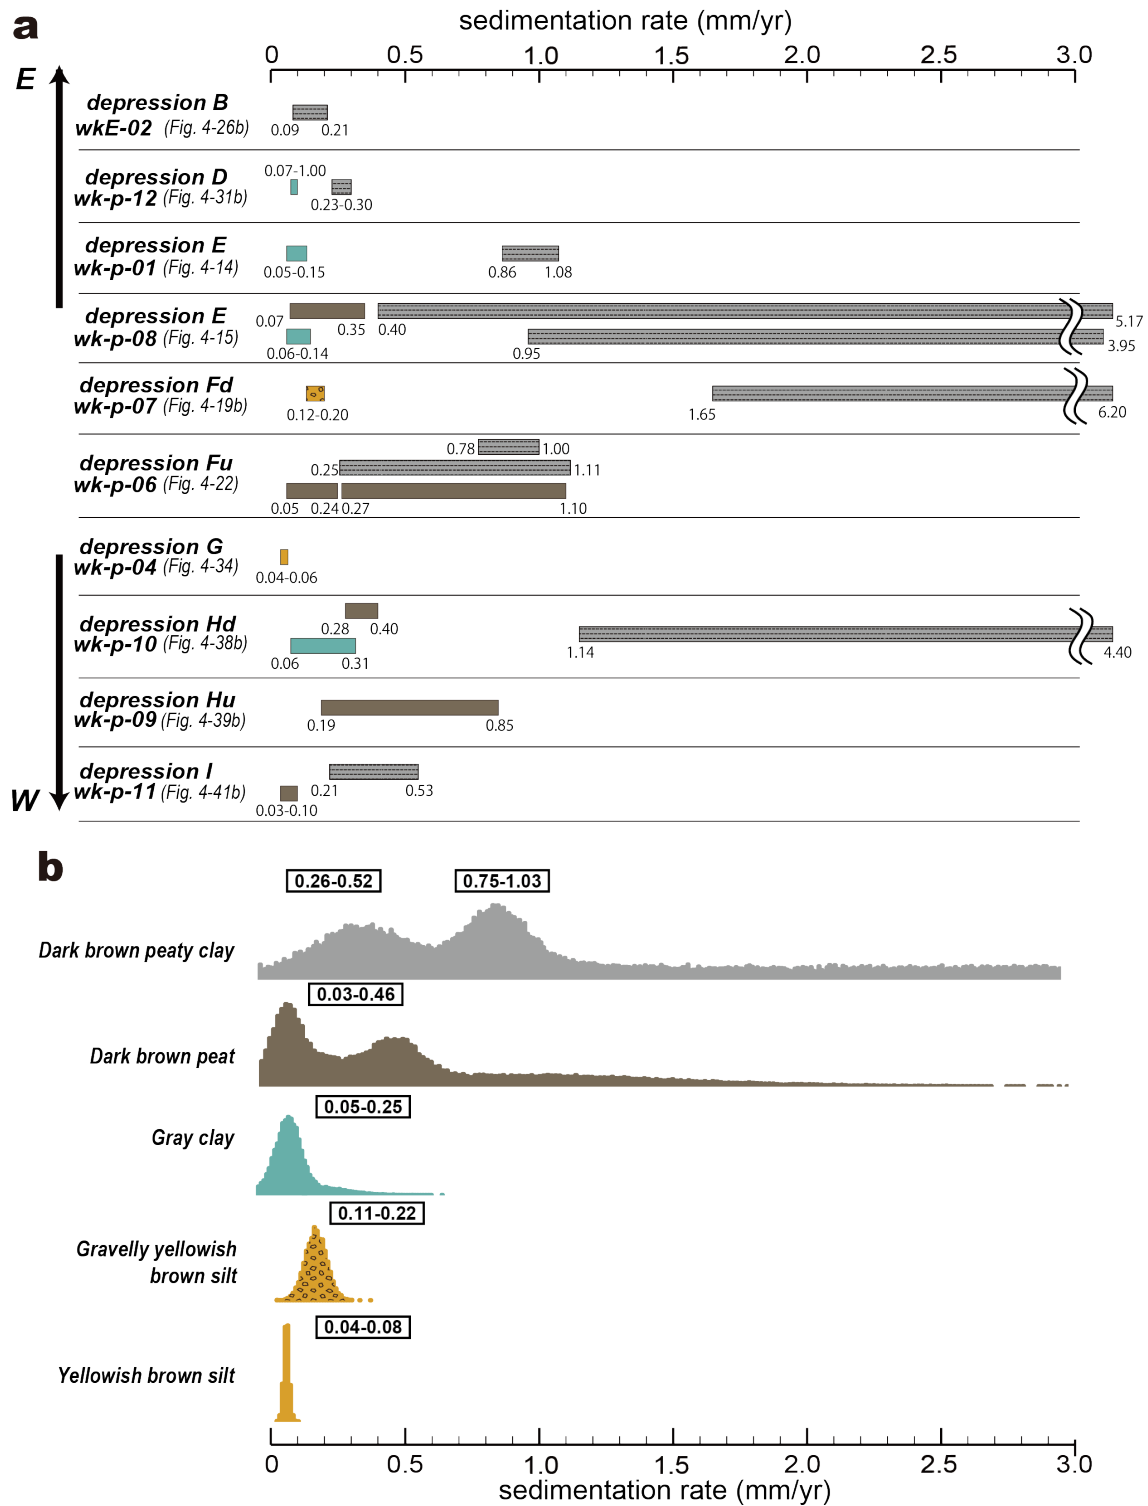 a
sedimentation rate (mm/yr)
0 0.5 1.0 1.5 2.0 2.5 3.0
E
depression B
wkE-02 (Fig. 4-26b)
0.09 0.21
depression D
wk-p-12 (Fig. 4-31b)
0.07-1.00
0.23-0.30
depression E
wk-p-01 (Fig. 4-14)
0.05-0.15 0.86 1.08
depression E
wk-p-08 (Fig. 4-15)
0.07 0.35 0.40 5.17
0.06-0.14 0.95 3.95
depression Fd
wk-p-07 (Fig. 4-19b)
0.12-0.20 1.65 6.20
depression Fu
wk-p-06 (Fig. 4-22)
0.78 1.00
0.25 1.11
0.05 0.24 0.27 1.10
depression G
wk-p-04 (Fig. 4-34)
0.04-0.06
depression Hd
wk-p-10 (Fig. 4-38b)
0.28 0.40
0.06 0.31 1.14 4.40
depression Hu
wk-p-09 (Fig. 4-39b)
0.19 0.85
depression I
wk-p-11 (Fig. 4-41b)
0.21 0.53
0.03-0.10
W
b
0.26-0.52 0.75-1.03
Dark brown peaty clay
0.03-0.46
Dark brown peat
0.05-0.25
Gray clay
0.11-0.22
Gravelly yellowish
brown silt
0.04-0.08
Yellowish brown silt
0 0.5 1.0 1.5 2.0 2.5 3.0
sedimentation rate (mm/yr)